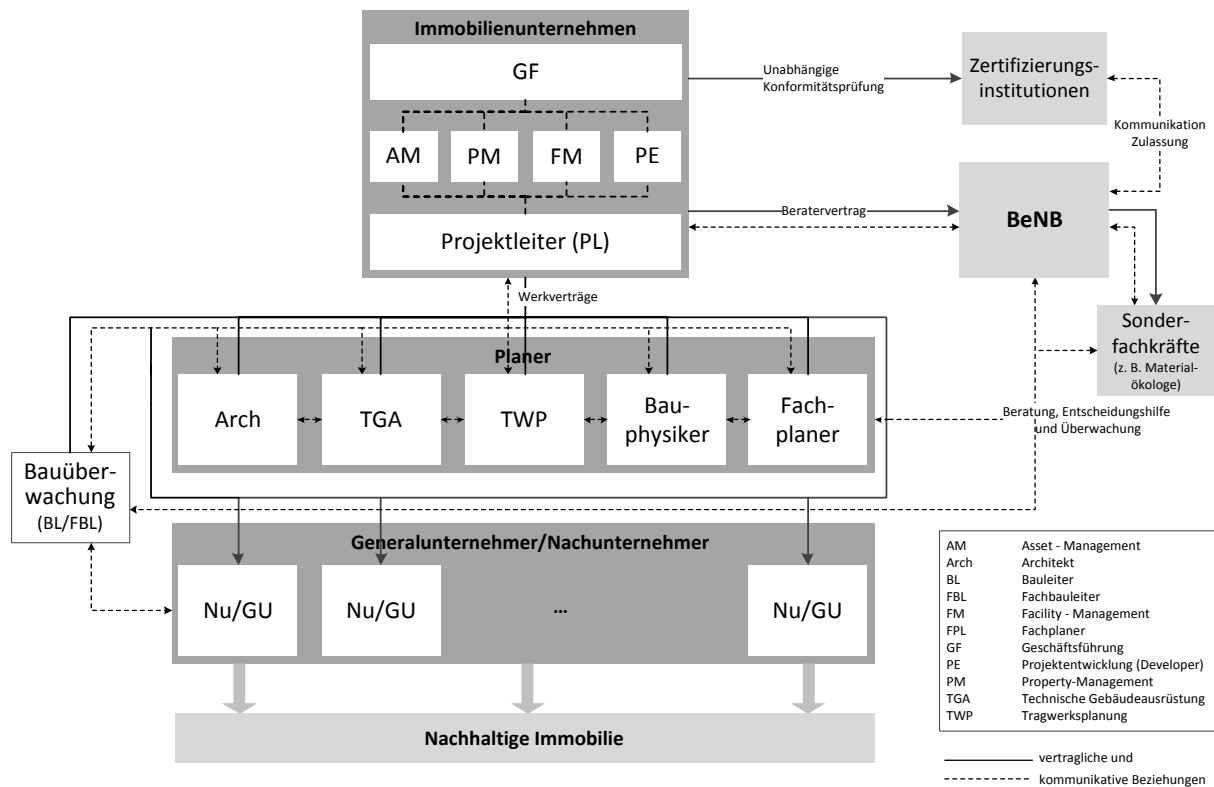 Immobilienunternehmen
GF
AM
PM
FM
PE
Projektleiter (PL)
Unabhängige
Konformitätsprüfung
Zertifizierungs-
institutionen
Kommunikation
Zulassung
Beratervertrag
BeNB
Werkverträge
Sonder-
fachkräfte
(z. B. Material-
ökologe)
Planer
Arch
TGA
TWP
Bau-
physiker
Fach-
planer
Beratung, Entscheidungshilfe
und Überwachung
Bauüber-
wachung
(BL/FBL)
Generalunternehmer/Nachunternehmer
Nu/GU
Nu/GU
...
Nu/GU
Nachhaltige Immobilie
AM Asset - Management
Arch Architekt
BL Bauleiter
FBL Fachbauleiter
FM Facility - Management
FPL Fachplaner
GF Geschäftsführung
PE Projektentwicklung (Developer)
PM Property-Management
TGA Technische Gebäudeausrüstung
TWP Tragwerksplanung
vertragliche und
kommunikative Beziehungen